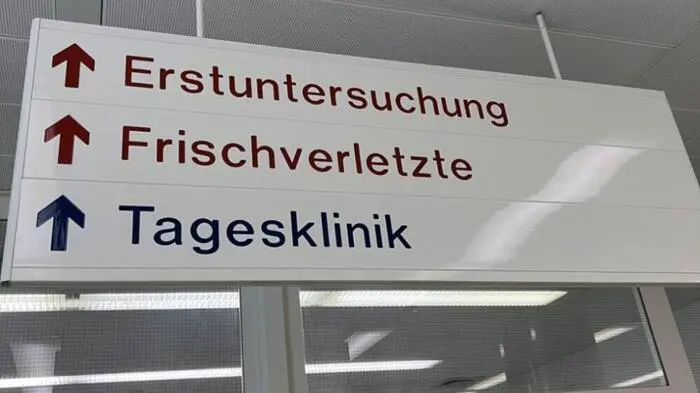 ↑ Erstuntersuchung
↑ Frischverletzte
↑ Tagesklinik